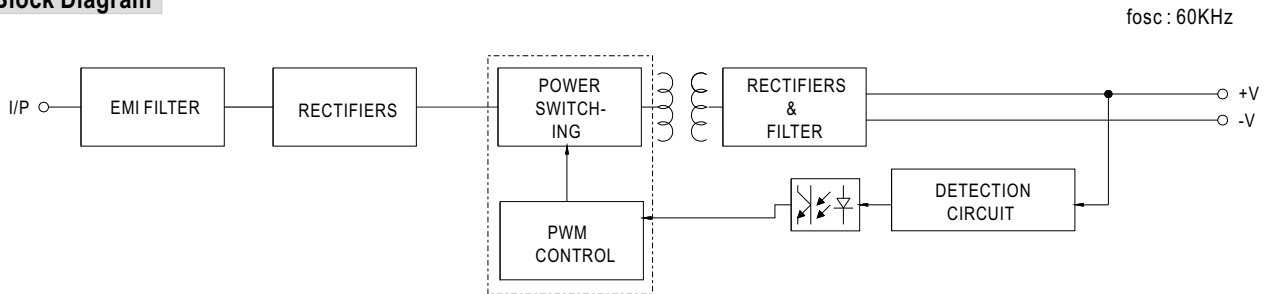 Block Diagram
fosc : 60KHz
I/P
EMI FILTER
RECTIFIERS
POWER
SWITCH-
ING
RECTIFIERS
&
FILTER
+V
-V
DETECTION
CIRCUIT
PWM
CONTROL